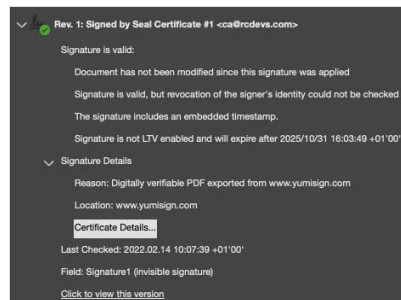 Rev. 1: Signed by Seal Certificate #1 <ca@rcdevs.com>
Signature is valid:
Document has not been modified since this signature was applied
Signature is valid, but revocation of the signer's identity could not be checked
The signature includes an embedded timestamp.
Signature is not LTV enabled and will expire after 2025/10/31 16:03:49 +01'00'
Signature Details
Reason: Digitally verifiable PDF exported from www.yumisign.com
Location: www.yumisign.com
Certificate Details...
Last Checked: 2022.02.14 10:07:39 +01'00'
Field: Signature1 (invisible signature)
Click to view this version